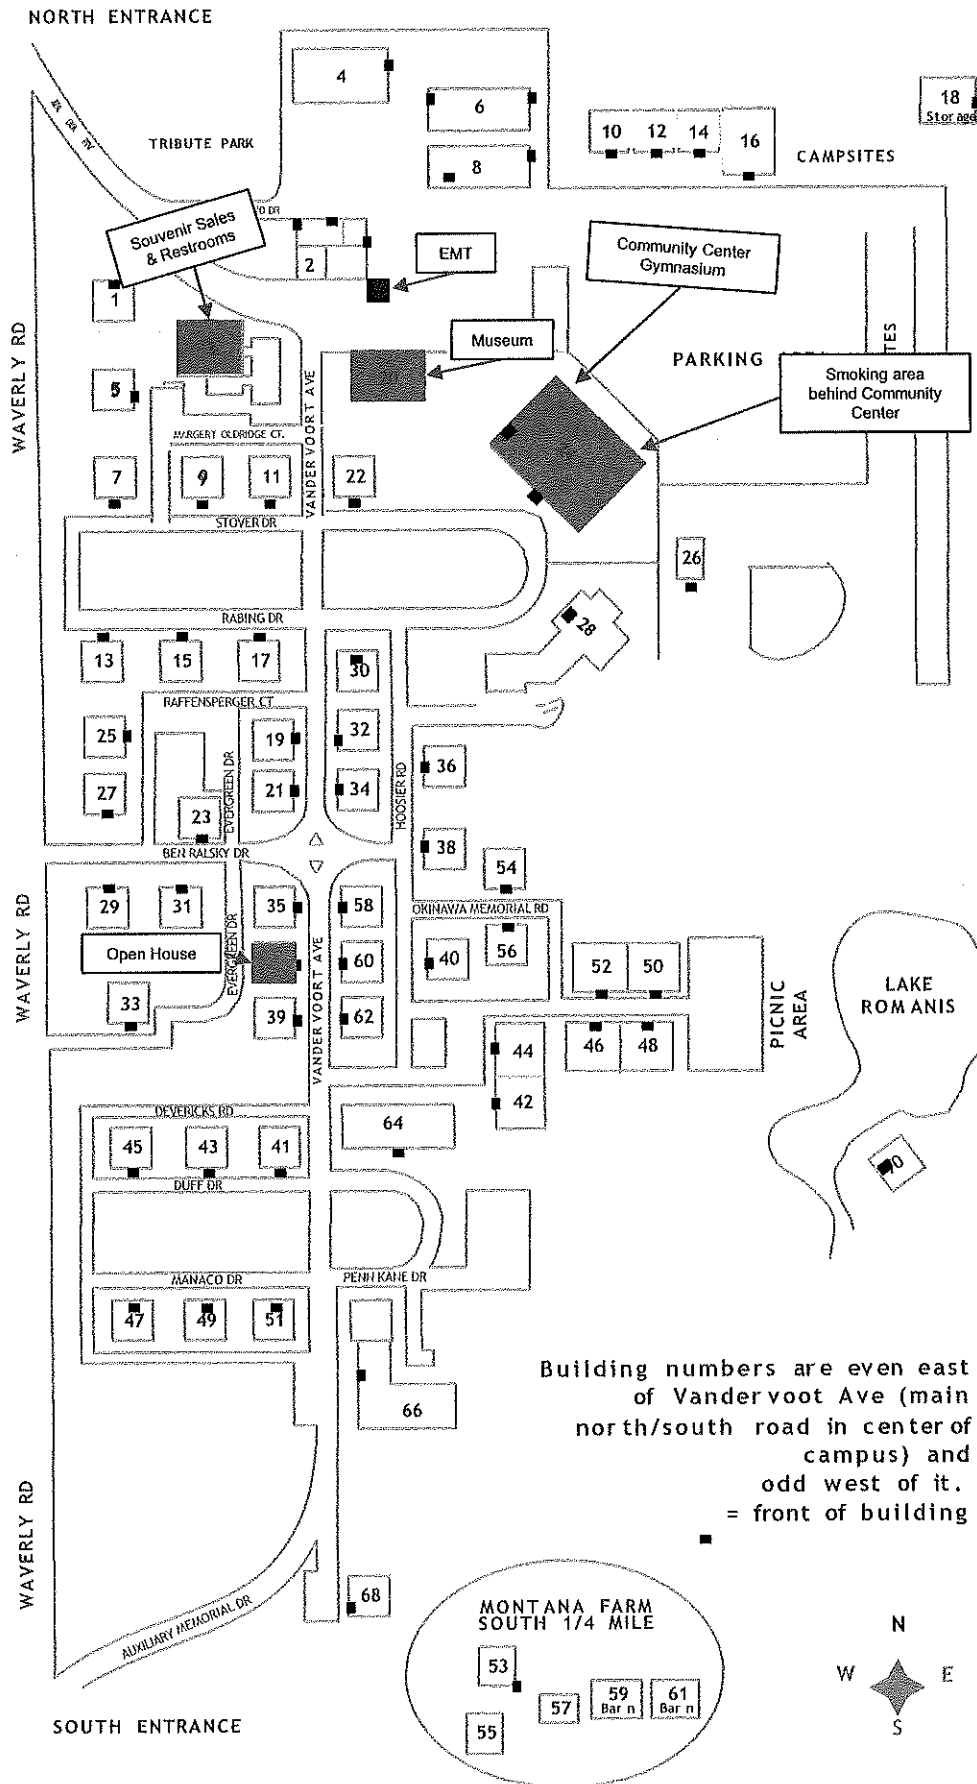 NORTH ENTRANCE
4
6
18
Storage
TRIBUTE PARK
10
12
14
16
8
CAMPSITES
Souvenir Sales
& Restrooms
2
EMT
Community Center
Gymnasium
1
WAVERLY RD
Museum
PARKING
Smoking area
behind Community
Center
5
VANDERVOORT AVE
MARGERY OLDRIDGE CT.
7
9
11
22
STOVER DR
26
RABING DR
28
13
15
17
30
RAFFENSPERGER CT
25
19
32
36
EVERGREEN DR
HOOSIER RD
27
23
21
34
BEN RALSKY DR
38
54
29
31
35
58
OKINAWA MEMORIAL RD
WAVERLY RD
Open House
EVERGREEN DR
VANDERVOORT AVE
60
40
56
52
50
LAKE
ROMANIS
33
39
62
44
46
48
PICNIC
AREA
42
DEVERICKS RD
64
45
43
41
70
DUFF DR
MANACO DR
PENN KANE DR
47
49
51
66
Building numbers are even east
of Vandervoot Ave (main
north/south road in center of
campus) and
odd west of it.
= front of building
WAVERLY RD
68
AUXILIARY MEMORIAL DR
MONTANA FARM
SOUTH 1/4 MILE
53
57
59
Barn
61
Barn
55
N
W
E
S
SOUTH ENTRANCE